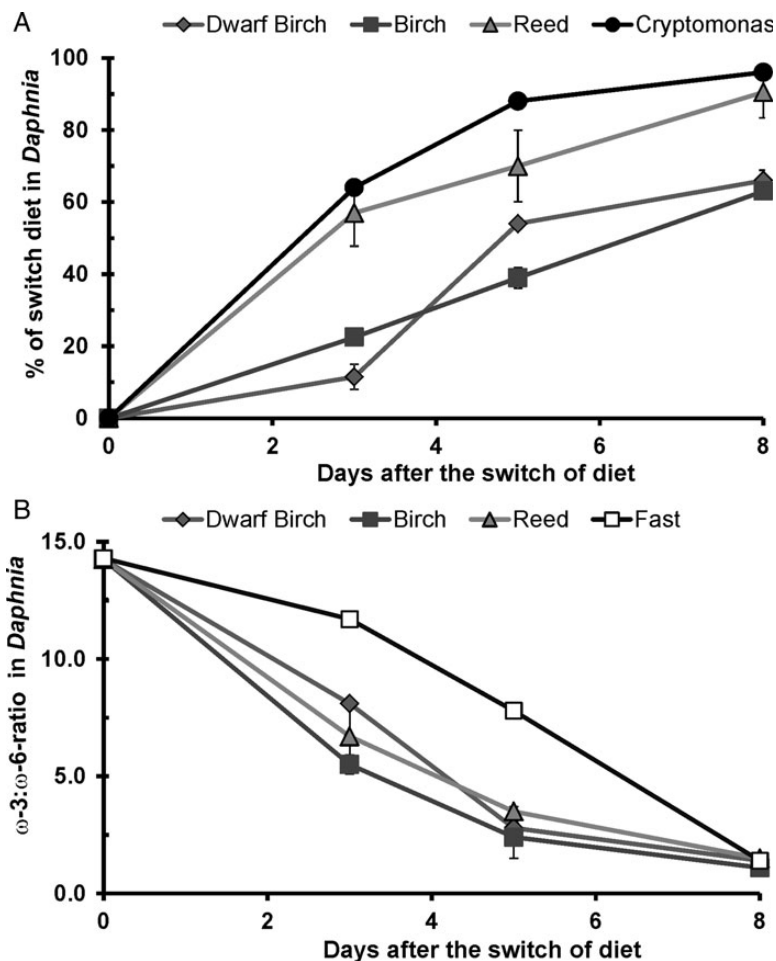 A
Dwarf Birch Birch Reed Cryptomonas
100
80
60
40
20
0
% of switch diet in Daphnia
0 2 4 6 8
Days after the switch of diet
B
Dwarf Birch Birch Reed Fast
15.0
10.0
5.0
0.0
ω-3:ω-6-ratio in Daphnia
0 2 4 6 8
Days after the switch of diet